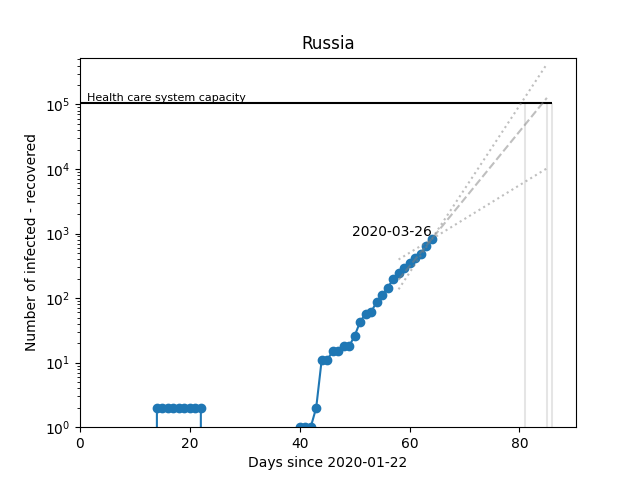 Russia
Number of infected - recovered
10^5
10^4
10^3
10^2
10^1
10^0
Health care system capacity
2020-03-26
0 20 40 60 80
Days since 2020-01-22